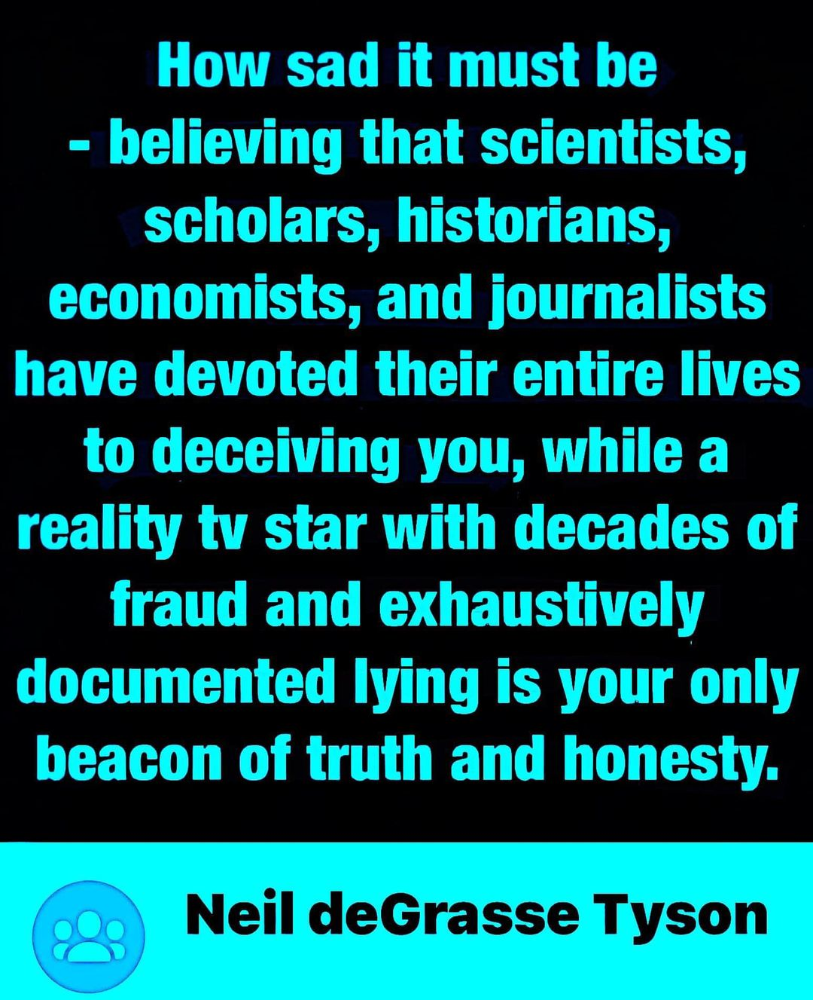 How sad it must be
- believing that scientists,
scholars, historians,
economists, and journalists
have devoted their entire lives
to deceiving you, while a
reality tv star with decades of
fraud and exhaustively
documented lying is your only
beacon of truth and honesty.
Neil deGrasse Tyson